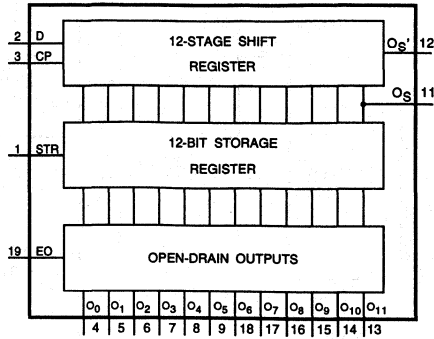 2 D 12-STAGE SHIFT OS' 12
3 CP REGISTER
OS 11
12-BIT STORAGE
1 STR REGISTER
19 EO OPEN-DRAIN OUTPUTS
O0 O1 O2 O3 O4 O5 O6 O7 O8 O9 O10 O11
4 5 6 7 8 9 18 17 16 15 14 13